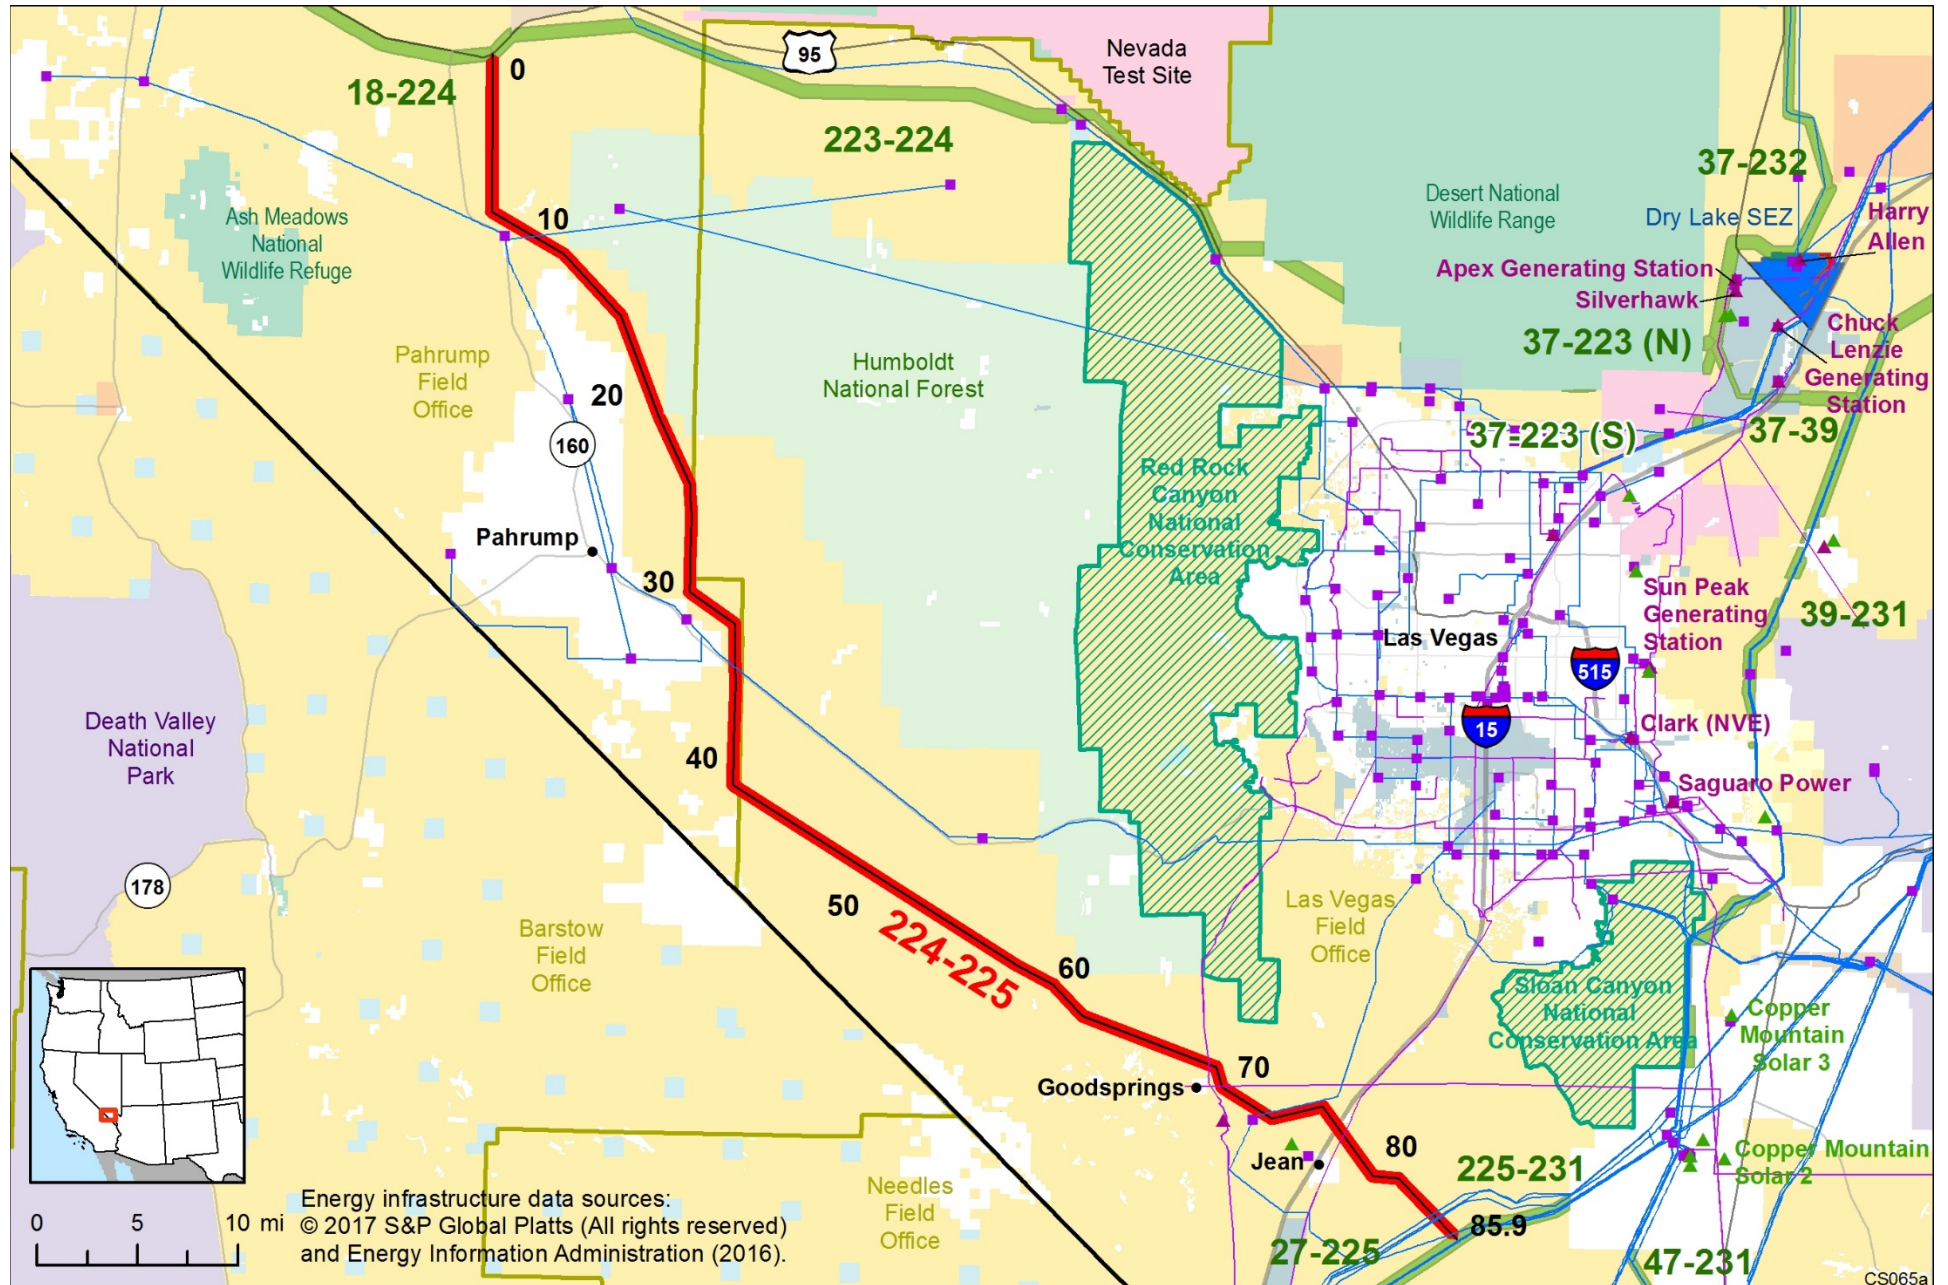 95
Nevada
Test Site
0
18-224
223-224
37-232
Desert National
Wildlife Range
Dry Lake SEZ
Harry
Allen
Ash Meadows
National
Wildlife Refuge
10
Apex Generating Station
Silverhawk
37-223 (N)
Chuck
Lenzie
Generating
Station
Pahrump
Field
Office
Humboldt
National Forest
20
160
37-223 (S)
37-39
Red Rock
Canyon
National
Conservation
Area
Pahrump
30
Sun Peak
Generating
Station
39-231
Las Vegas
515
15
Clark (NVE)
Death Valley
National
Park
40
Saguaro Power
178
50
224-225
Barstow
Field
Office
Las Vegas
Field
Office
60
Sloan Canyon
National
Conservation Area
Copper
Mountain
Solar 3
70
Goodsprings
80
Jean
225-231
Copper Mountain
Solar 2
Needles
Field
Office
85.9
27-225
47-231
0 5 10 mi
Energy infrastructure data sources:
© 2017 S&P Global Platts (All rights reserved)
and Energy Information Administration (2016).
CS065a